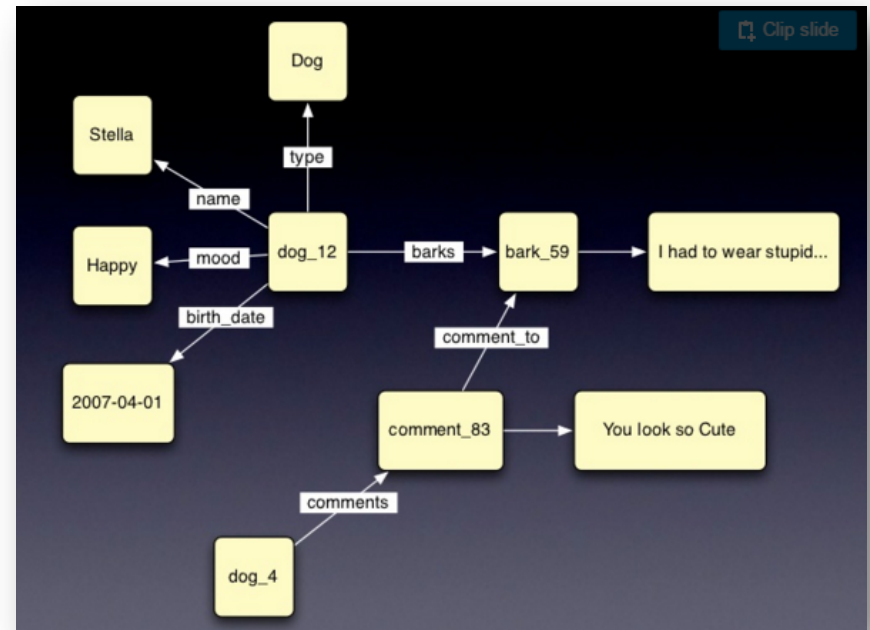 Clip slide
Dog
Stella
type
name
Happy
mood
dog_12
barks
bark_59
I had to wear stupid...
birth_date
comment_to
2007-04-01
comment_83
You look so Cute
comments
dog_4